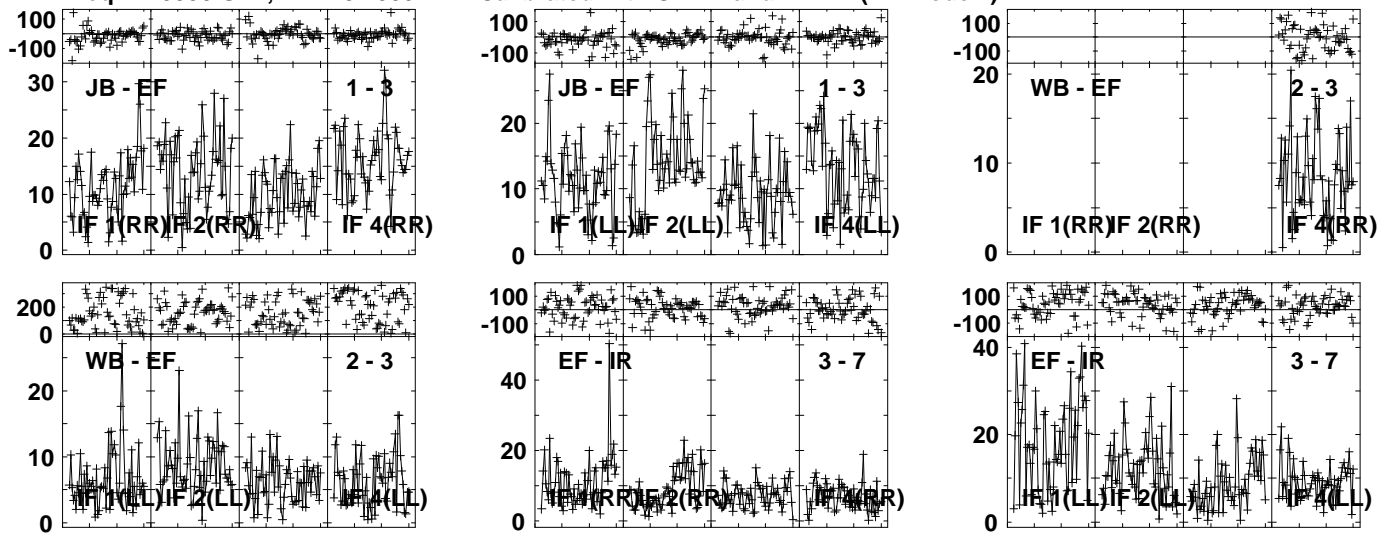 100
-100
JB - EF
1 - 3
30
20
10
0
IF 1(RR)
IF 2(RR)
IF 4(RR)
100
-100
JB - EF
1 - 3
20
10
0
IF 1(LL)
IF 2(LL)
IF 4(LL)
100
-100
WB - EF
2 - 3
20
10
0
IF 1(RR)
IF 2(RR)
IF 4(RR)
200
0
WB - EF
2 - 3
20
10
0
IF 1(LL)
IF 2(LL)
IF 4(LL)
100
-100
EF - IR
3 - 7
40
20
0
IF 1(RR)
IF 2(RR)
IF 4(RR)
100
-100
EF - IR
3 - 7
40
20
0
IF 1(LL)
IF 2(LL)
IF 4(LL)